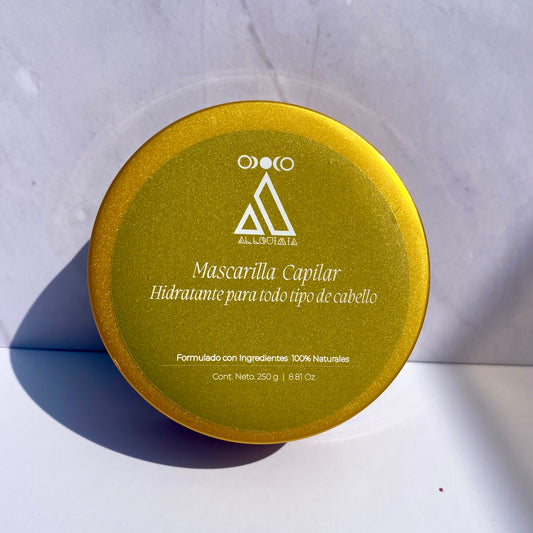 ALLQUIMIA
Mascarilla Capilar
Hidratante para todo tipo de cabello
Formulado con Ingredientes 100% Naturales
Cont. Neto. 250 g | 8.81 Oz